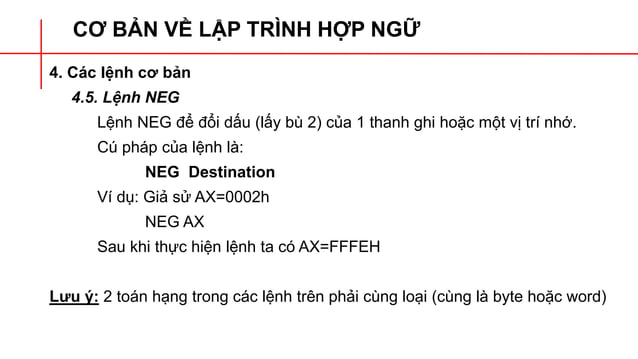 CƠ BẢN VỀ LẬP TRÌNH HỢP NGỮ
4. Các lệnh cơ bản
4.5. Lệnh NEG
Lệnh NEG để đổi dấu (lấy bù 2) của 1 thanh ghi hoặc một vị trí nhớ.
Cú pháp của lệnh là:
NEG Destination
Ví dụ: Giả sử AX=0002h
NEG AX
Sau khi thực hiện lệnh ta có AX=FFFEH
Lưu ý: 2 toán hạng trong các lệnh trên phải cùng loại (cùng là byte hoặc word)